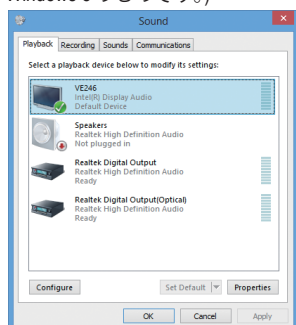 Sound
Playback Recording Sounds Communications
Select a playback device below to modify its settings:
VE246
Intel(R) Display Audio
Default Device
Speakers
Realtek High Definition Audio
Not plugged in
Realtek Digital Output
Realtek High Definition Audio
Ready
Realtek Digital Output(Optical)
Realtek High Definition Audio
Ready
Configure Set Default Properties
OK Cancel Apply